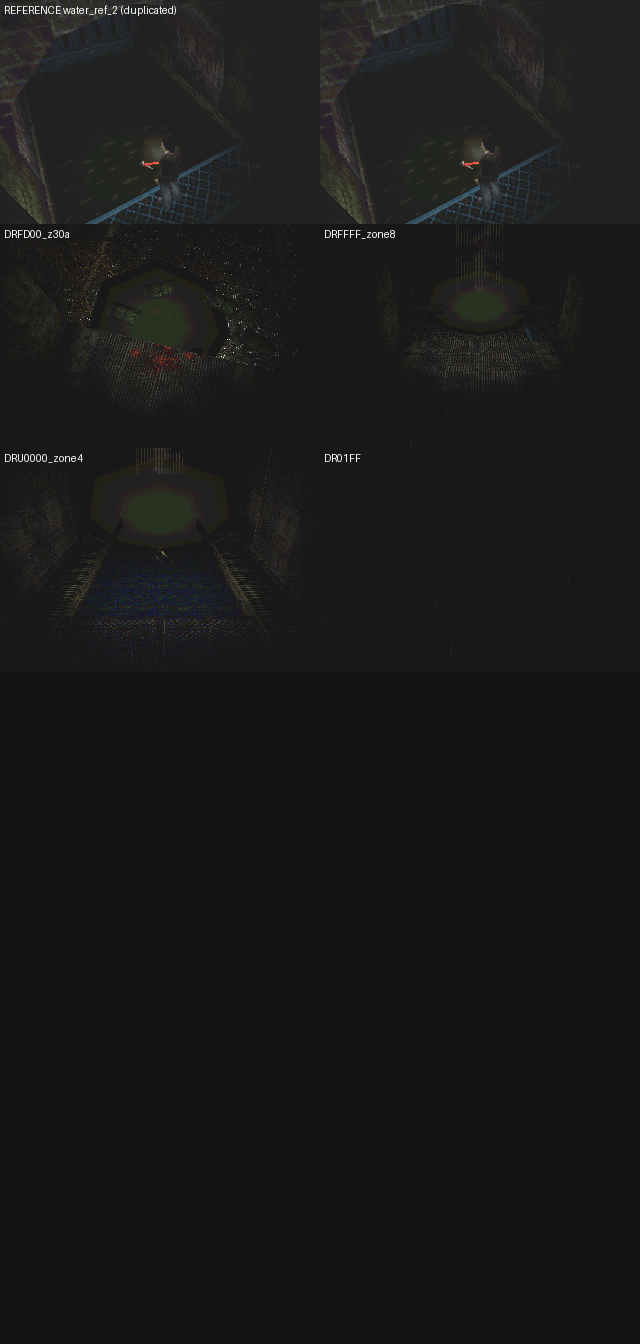 REFERENCE water_ref_2 (duplicated)
DRFD00_z30a
DRFFFF_zone8
DRU0000_zone4
DR01FF